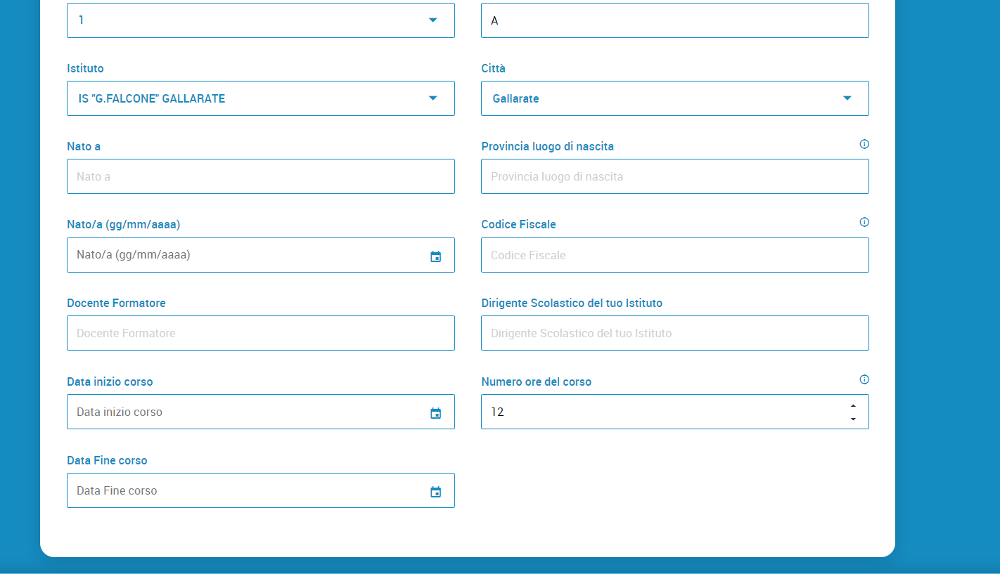 1
A
Istituto
Città
IS "G.FALCONE" GALLARATE
Gallarate
Nato a
Provincia luogo di nascita
Nato a
Provincia luogo di nascita
Nato/a (gg/mm/aaaa)
Codice Fiscale
Nato/a (gg/mm/aaaa)
Codice Fiscale
Docente Formatore
Dirigente Scolastico del tuo Istituto
Docente Formatore
Dirigente Scolastico del tuo Istituto
Data inizio corso
Numero ore del corso
Data inizio corso
12
Data Fine corso
Data Fine corso